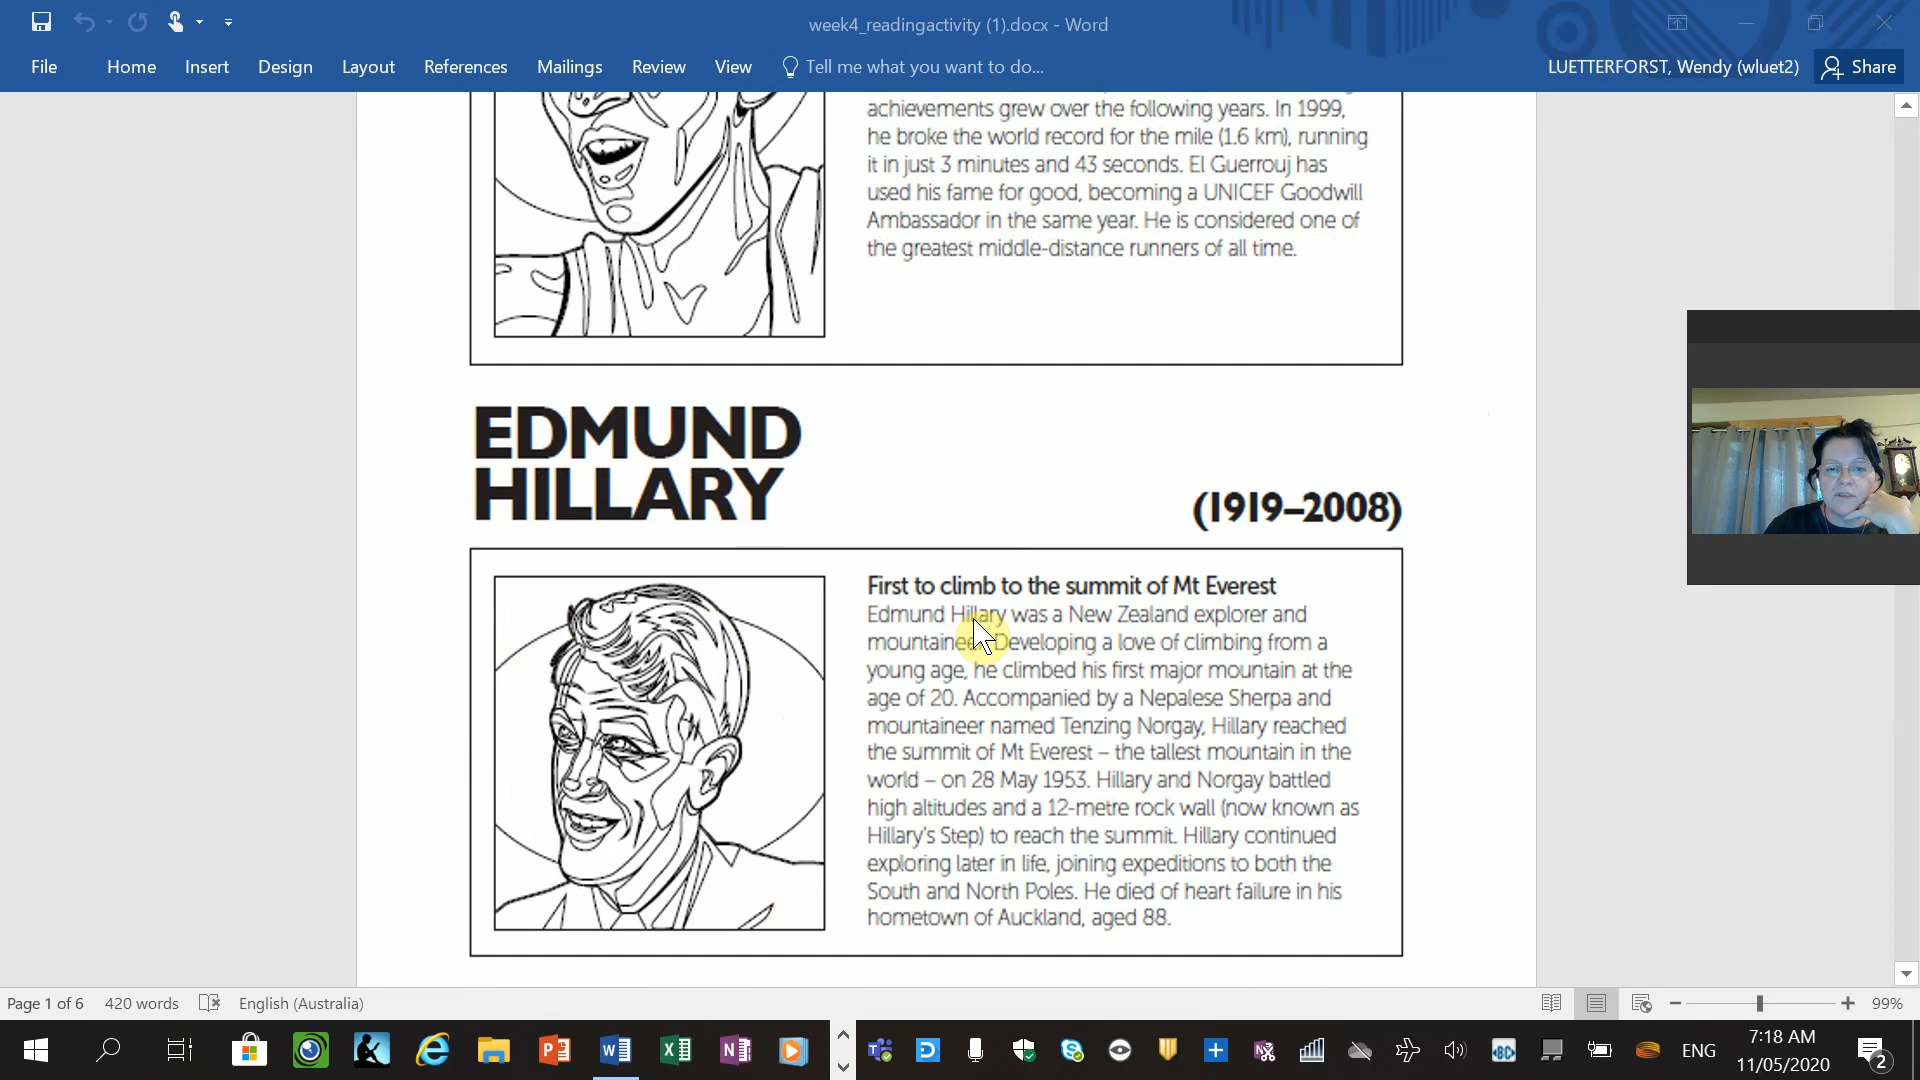 week4_readingactivity (1).docx - Word
File Home Insert Design Layout References Mailings Review View Tell me what you want to do... LUETTERFORST, Wendy (wluet2) Share
achievements grew over the following years. In 1999,
he broke the world record for the mile (1.6 km), running
it in just 3 minutes and 43 seconds. El Guerrouj has
used his fame for good, becoming a UNICEF Goodwill
Ambassador in the same year. He is considered one of
the greatest middle-distance runners of all time.
EDMUND
HILLARY
(1919–2008)
First to climb to the summit of Mt Everest
Edmund Hillary was a New Zealand explorer and
mountaineer. Developing a love of climbing from a
young age, he climbed his first major mountain at the
age of 20. Accompanied by a Nepalese Sherpa and
mountaineer named Tenzing Norgay, Hillary reached
the summit of Mt Everest – the tallest mountain in the
world – on 28 May 1953. Hillary and Norgay battled
high altitudes and a 12-metre rock wall (now known as
Hillary's Step) to reach the summit. Hillary continued
exploring later in life, joining expeditions to both the
South and North Poles. He died of heart failure in his
hometown of Auckland, aged 88.
Page 1 of 6 420 words English (Australia) 99%
ENG
7:18 AM
11/05/2020
2